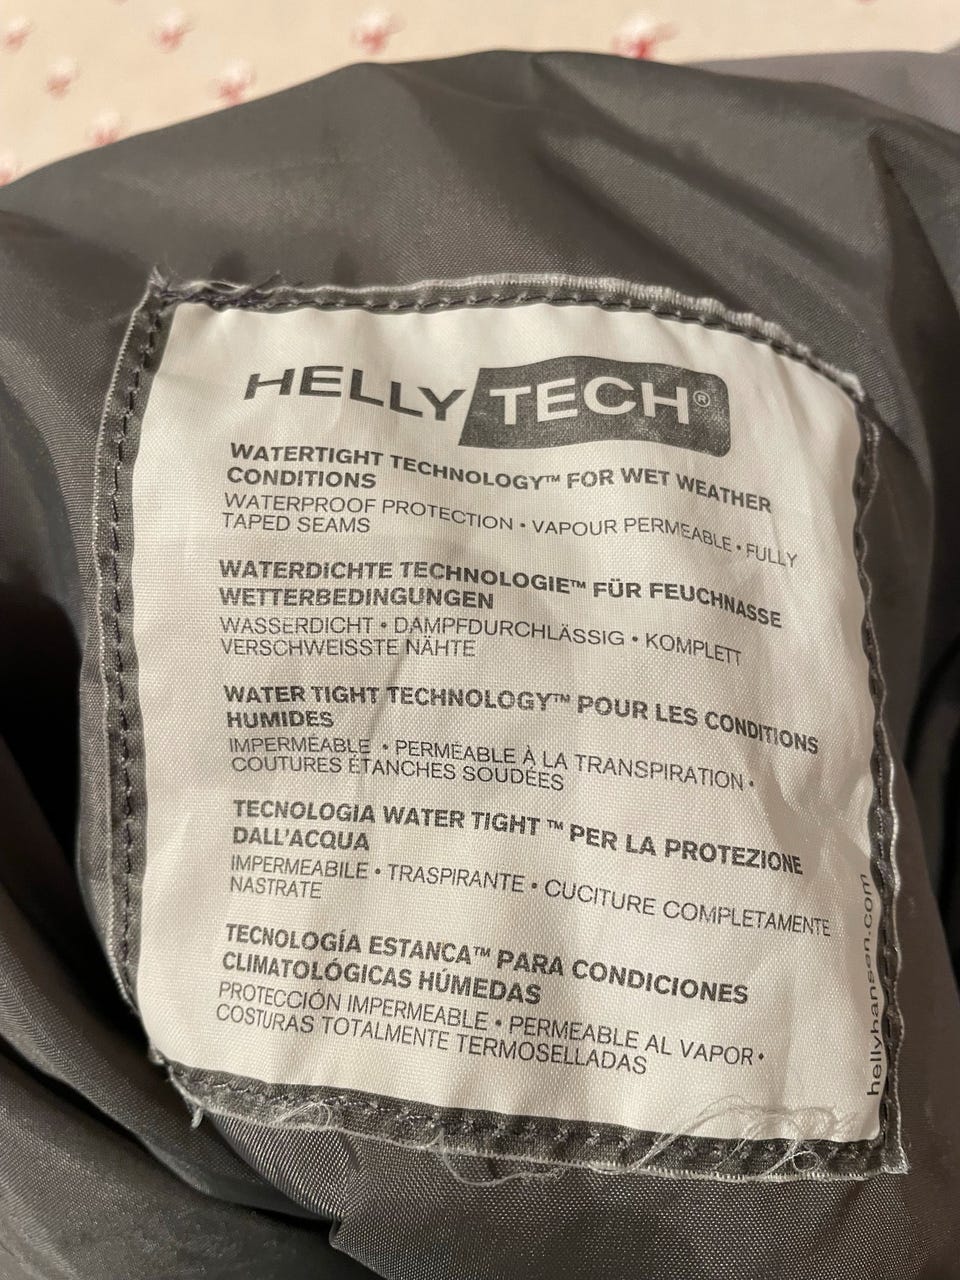 HELLY TECH®
WATERTIGHT TECHNOLOGY™ FOR WET WEATHER
CONDITIONS
WATERPROOF PROTECTION • VAPOUR PERMEABLE • FULLY
TAPED SEAMS
WATERDICHTE TECHNOLOGIE™ FÜR FEUCHNASSE
WETTERBEDINGUNGEN
WASSERDICHT • DAMPFDURCHLÄSSIG • KOMPLETT
VERSCHWEISSTE NÄHTE
WATER TIGHT TECHNOLOGY™ POUR LES CONDITIONS
HUMIDES
IMPERMÉABLE • PERMÉABLE À LA TRANSPIRATION •
COUTURES ÉTANCHES SOUDÉES
TECNOLOGIA WATER TIGHT ™ PER LA PROTEZIONE
DALL'ACQUA
IMPERMEABILE • TRASPIRANTE • CUCITURE COMPLETAMENTE
NASTRATE
TECNOLOGÍA ESTANCA™ PARA CONDICIONES
CLIMATOLÓGICAS HÚMEDAS
PROTECCIÓN IMPERMEABLE • PERMEABLE AL VAPOR •
COSTURAS TOTALMENTE TERMOSELLADAS
hellyhansen.com